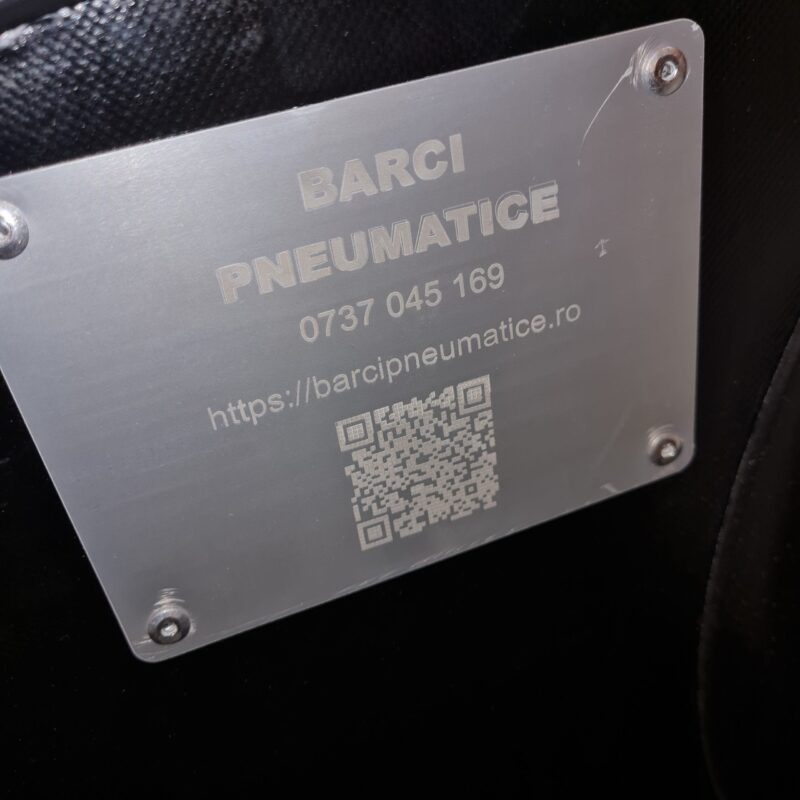 BARCI
PNEUMATICE
0737 045 169
https://barcipneumatice.ro